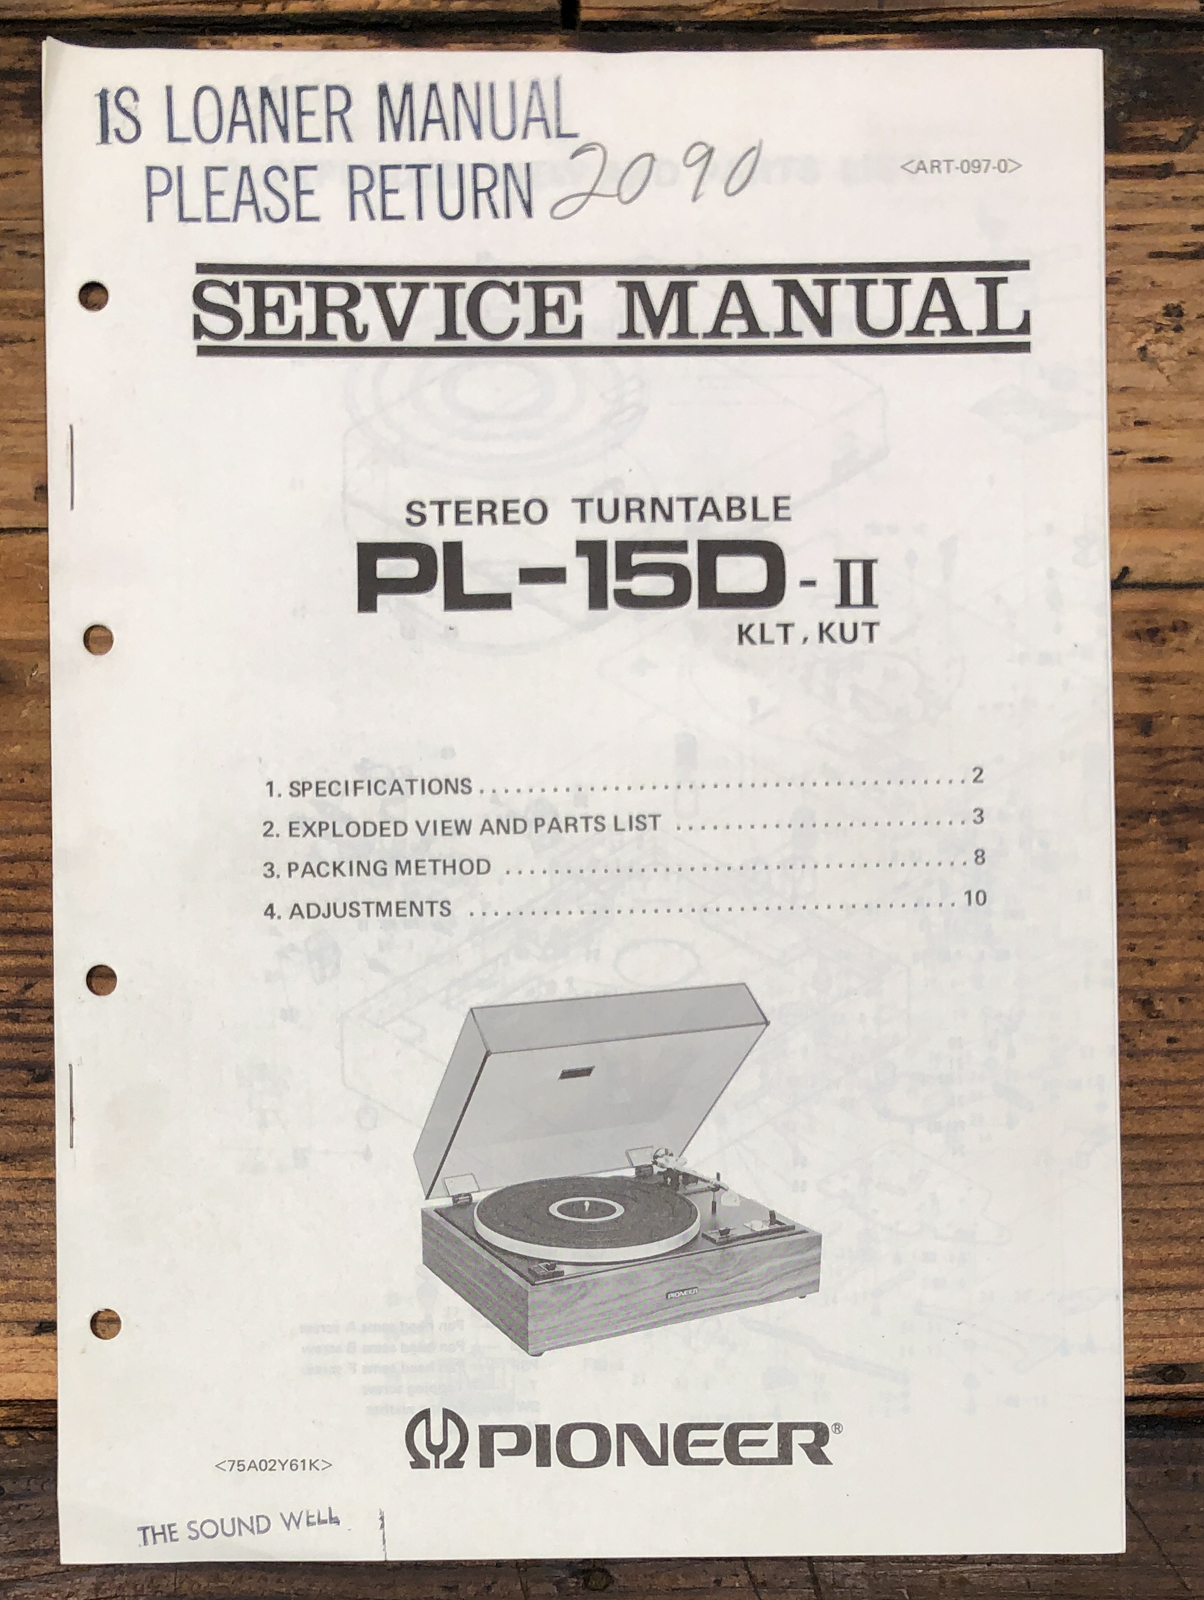 IS LOANER MANUAL
PLEASE RETURN 2090
<ART-097-0>
SERVICE MANUAL
STEREO TURNTABLE
PL-15D-II
KLT, KUT
1. SPECIFICATIONS ........................................ 2
2. EXPLODED VIEW AND PARTS LIST ........................ 3
3. PACKING METHOD ...................................... 8
4. ADJUSTMENTS ........................................ 10
PIONEER
PIONEER®
<75A02Y61K>
THE SOUND WELL